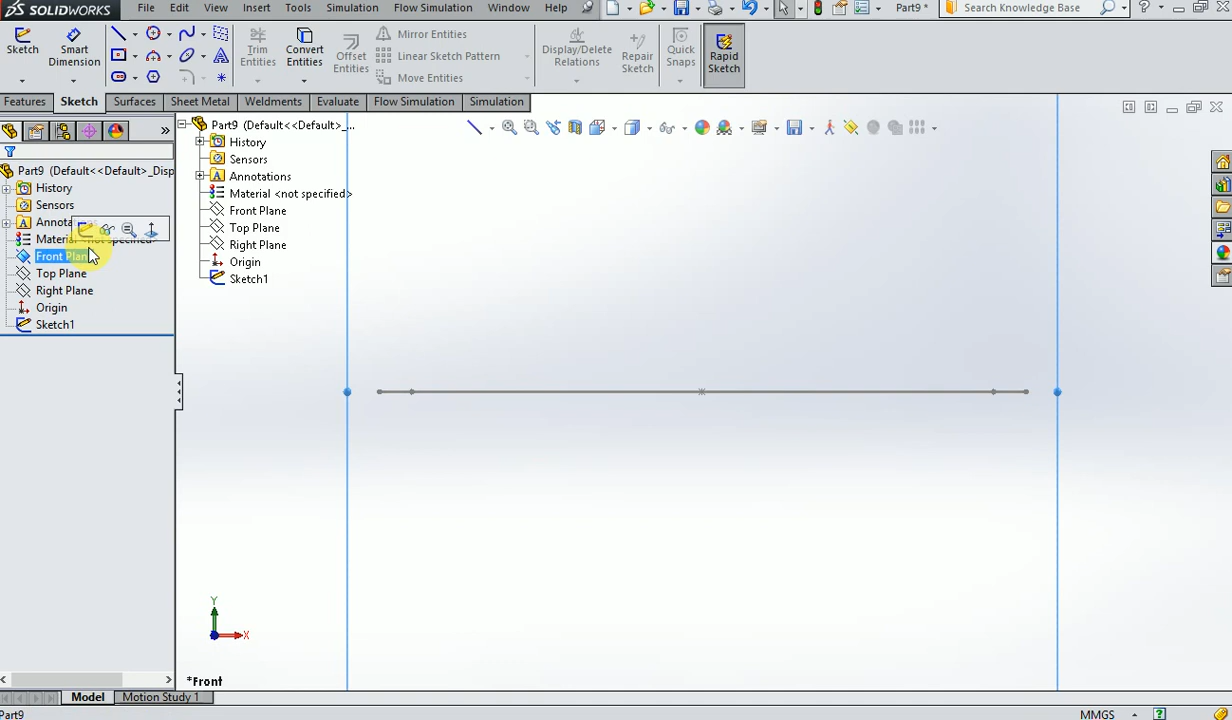 SOLIDWORKS File Edit View Insert Tools Simulation Flow Simulation Window Help Part9 * Search Knowledge Base
Sketch
Smart
Dimension
Trim
Entities
Convert
Entities
Offset
Entities
Mirror Entities
Linear Sketch Pattern
Move Entities
Display/Delete
Relations
Repair
Sketch
Quick
Snaps
Rapid
Sketch
Features Sketch Surfaces Sheet Metal Weldments Evaluate Flow Simulation Simulation
Part9 (Default<<Default>_Disp
History
Sensors
Material <not specified>
Front Plan
Top Plane
Right Plane
Origin
Sketch1
Part9 (Default<<Default>_...
History
Sensors
Annotations
Material <not specified>
Front Plane
Top Plane
Right Plane
Origin
Sketch1
Y
X
*Front
Model Motion Study 1
Part9
MMGS